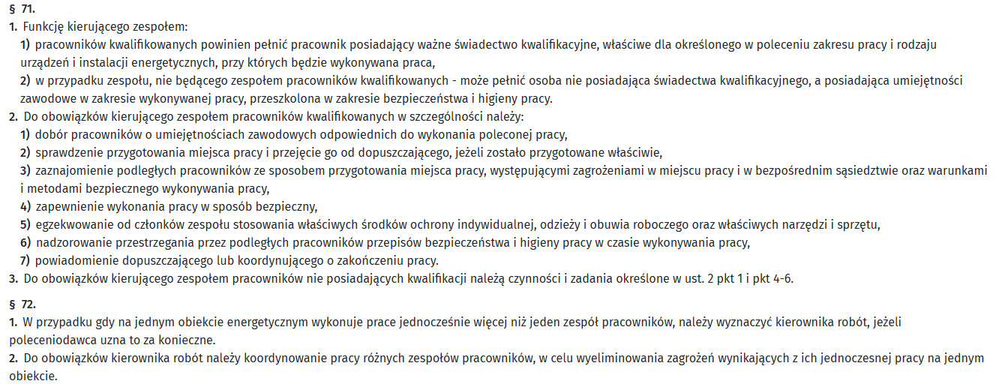 § 71.
1. Funkcję kierującego zespołem:
1) pracowników kwalifikowanych powinien pełnić pracownik posiadający ważne świadectwo kwalifikacyjne, właściwe dla określonego w poleceniu zakresu pracy i rodzaju
urządzeń i instalacji energetycznych, przy których będzie wykonywana praca,
2) w przypadku zespołu, nie będącego zespołem pracowników kwalifikowanych - może pełnić osoba nie posiadająca świadectwa kwalifikacyjnego, a posiadająca umiejętności
zawodowe w zakresie wykonywanej pracy, przeszkolona w zakresie bezpieczeństwa i higieny pracy.
2. Do obowiązków kierującego zespołem pracowników kwalifikowanych w szczególności należy:
1) dobór pracowników o umiejętnościach zawodowych odpowiednich do wykonania poleconej pracy,
2) sprawdzenie przygotowania miejsca pracy i przejęcie go od dopuszczającego, jeżeli zostało przygotowane właściwie,
3) zaznajomienie podległych pracowników ze sposobem przygotowania miejsca pracy, występującymi zagrożeniami w miejscu pracy i w bezpośrednim sąsiedztwie oraz warunkami
i metodami bezpiecznego wykonywania pracy,
4) zapewnienie wykonania pracy w sposób bezpieczny,
5) egzekwowanie od członków zespołu stosowania właściwych środków ochrony indywidualnej, odzieży i obuwia roboczego oraz właściwych narzędzi i sprzętu,
6) nadzorowanie przestrzegania przez podległych pracowników przepisów bezpieczeństwa i higieny pracy w czasie wykonywania pracy,
7) powiadomienie dopuszczającego lub koordynującego o zakończeniu pracy.
3. Do obowiązków kierującego zespołem pracowników nie posiadających kwalifikacji należą czynności i zadania określone w ust. 2 pkt 1 i pkt 4-6.
§ 72.
1. W przypadku gdy na jednym obiekcie energetycznym wykonuje prace jednocześnie więcej niż jeden zespół pracowników, należy wyznaczyć kierownika robót, jeżeli
poleceniodawca uzna to za konieczne.
2. Do obowiązków kierownika robót należy koordynowanie pracy różnych zespołów pracowników, w celu wyeliminowania zagrożeń wynikających z ich jednoczesnej pracy na jednym
obiekcie.